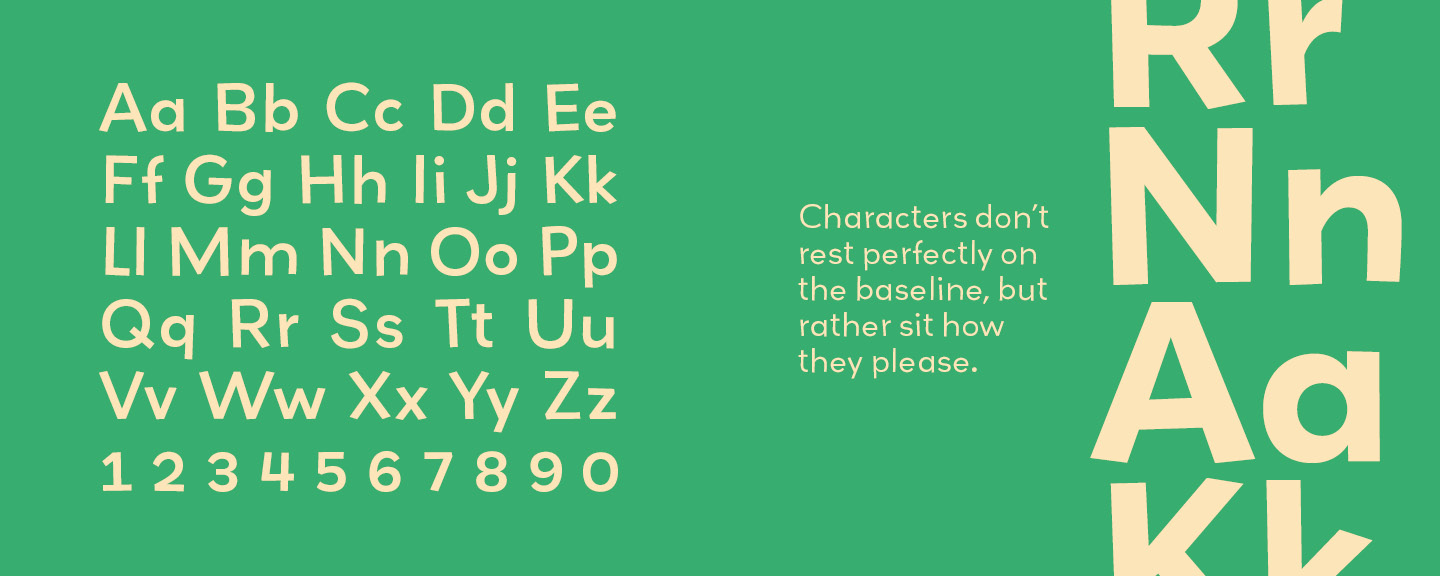 Aa Bb Cc Dd Ee
Ff Gg Hh Ii Jj Kk
Ll Mm Nn Oo Pp
Qq Rr Ss Tt Uu
Vv Ww Xx Yy Zz
1 2 3 4 5 6 7 8 9 0
Characters don’t
rest perfectly on
the baseline, but
rather sit how
they please.
Rr
Nn
Aa
Kk